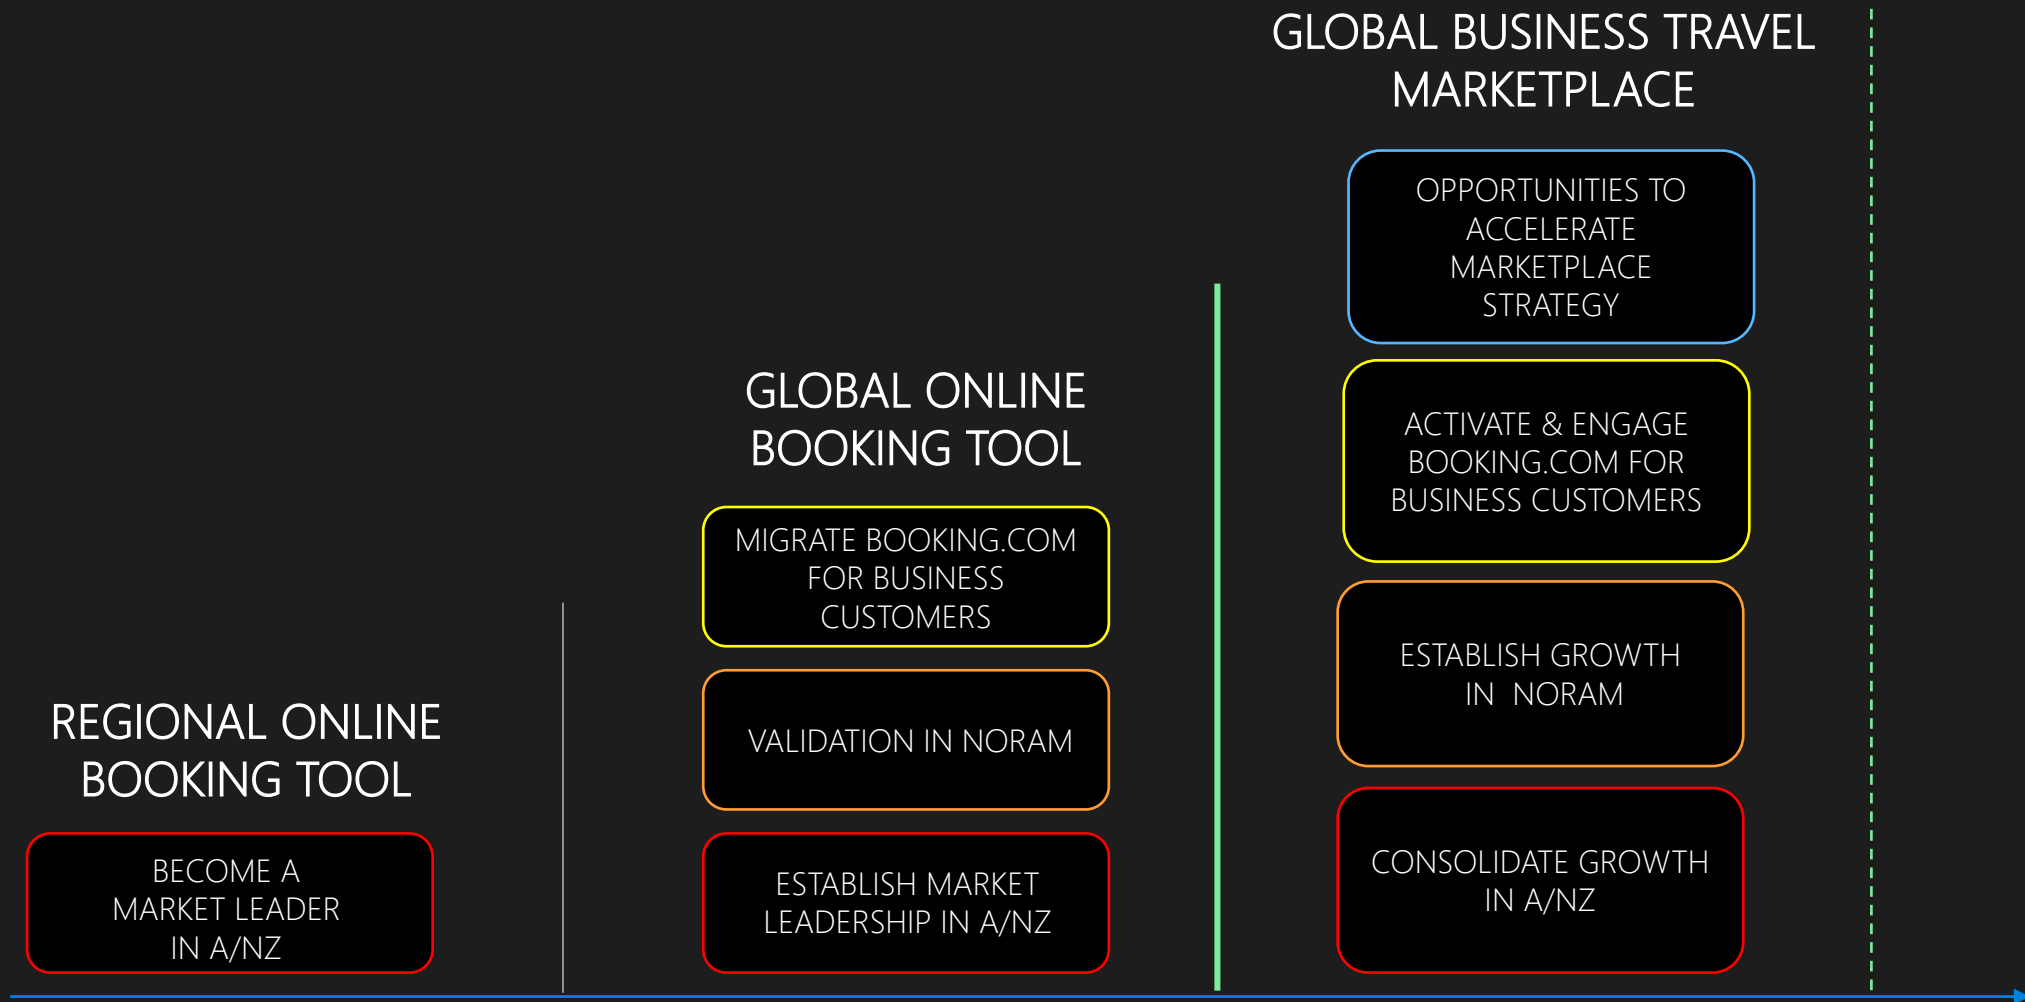 GLOBAL BUSINESS TRAVEL
MARKETPLACE
OPPORTUNITIES TO
ACCELERATE
MARKETPLACE
STRATEGY
ACTIVATE & ENGAGE
BOOKING.COM FOR
BUSINESS CUSTOMERS
ESTABLISH GROWTH
IN NORAM
CONSOLIDATE GROWTH
IN A/NZ
GLOBAL ONLINE
BOOKING TOOL
MIGRATE BOOKING.COM
FOR BUSINESS
CUSTOMERS
VALIDATION IN NORAM
ESTABLISH MARKET
LEADERSHIP IN A/NZ
REGIONAL ONLINE
BOOKING TOOL
BECOME A
MARKET LEADER
IN A/NZ